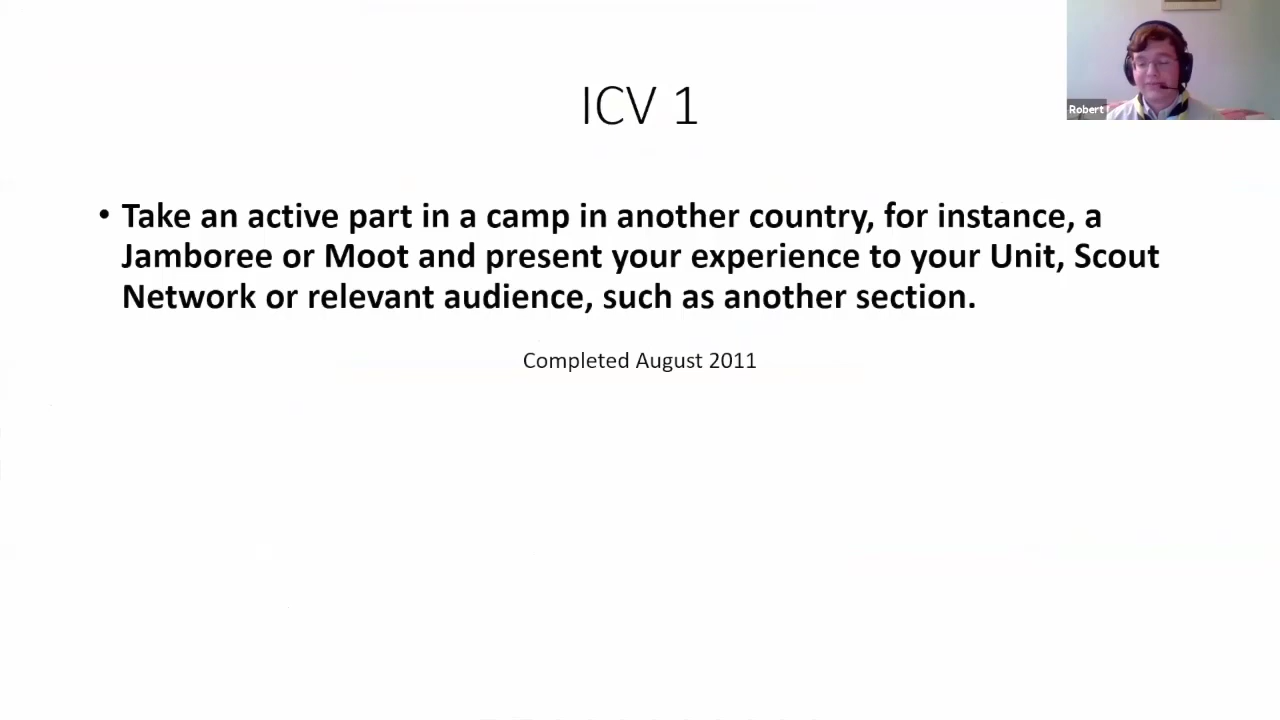 ICV 1
Robert
• Take an active part in a camp in another country, for instance, a
Jamboree or Moot and present your experience to your Unit, Scout
Network or relevant audience, such as another section.
Completed August 2011